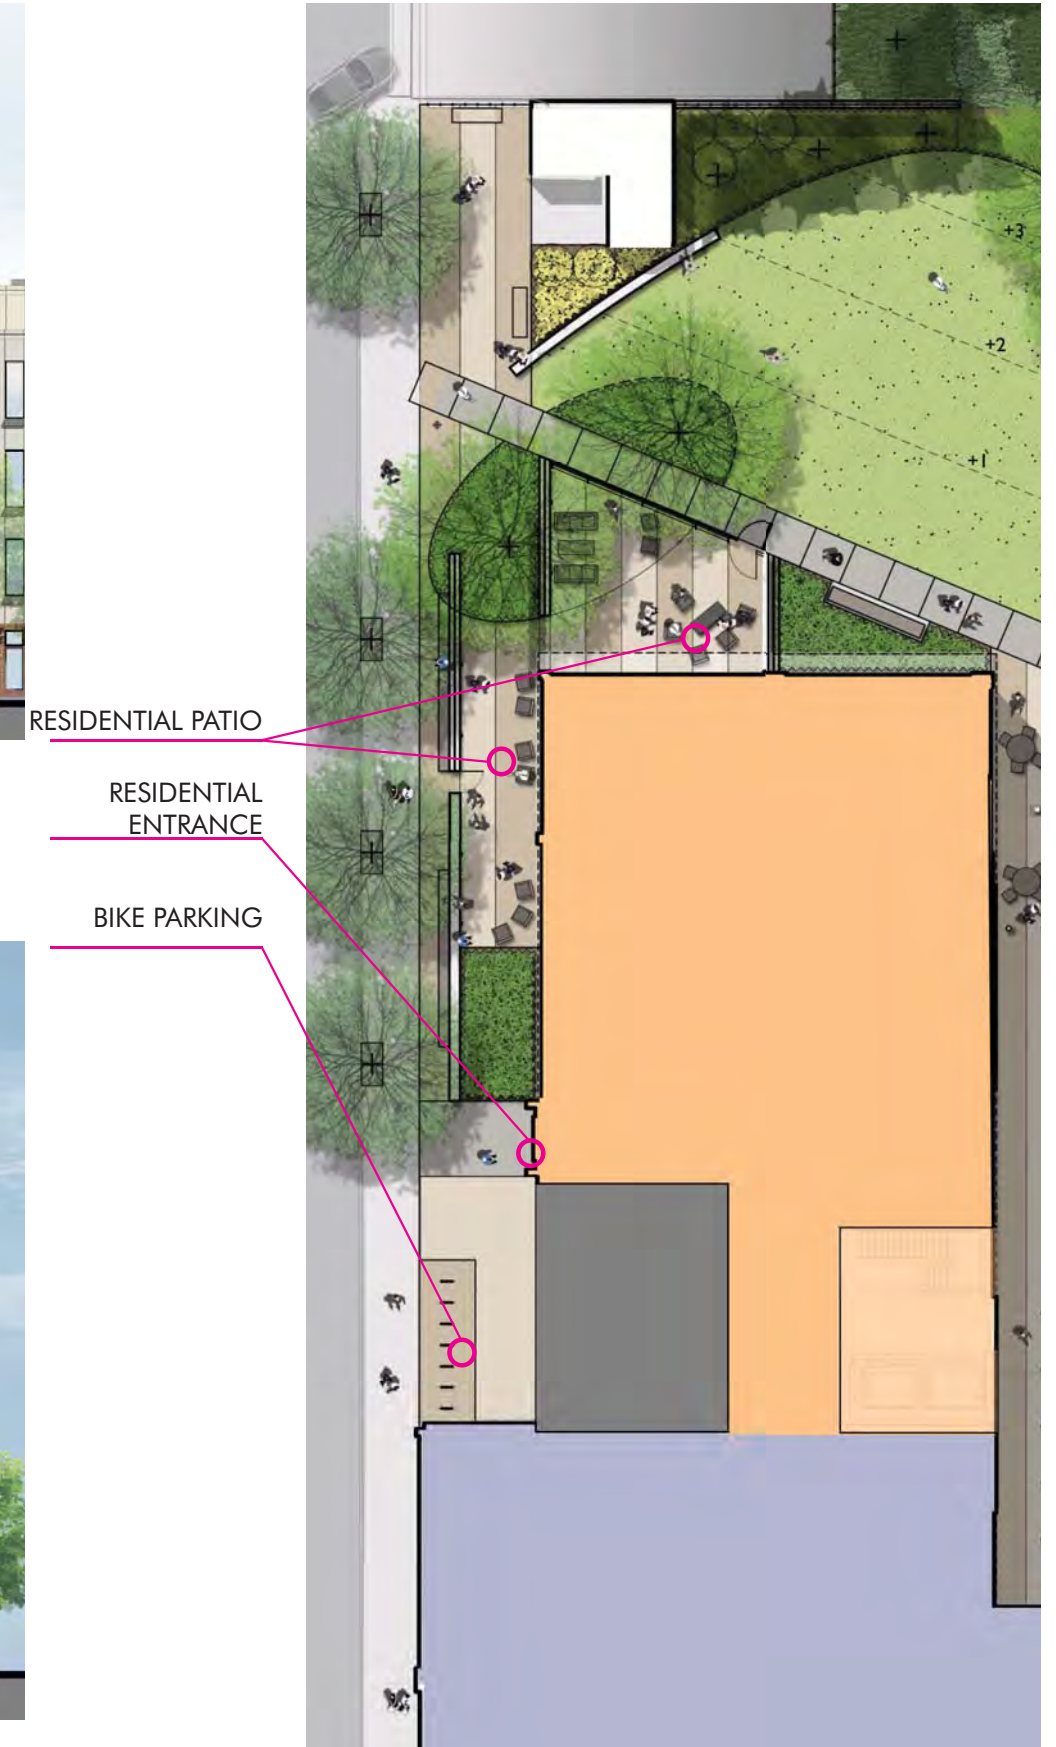 +3
+2
+1
RESIDENTIAL PATIO
RESIDENTIAL
ENTRANCE
BIKE PARKING